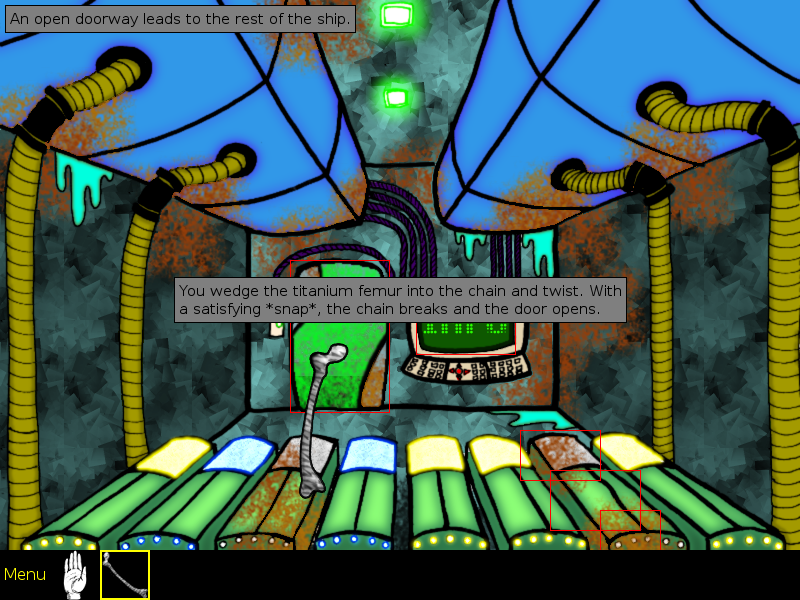 An open doorway leads to the rest of the ship.
You wedge the titanium femur into the chain and twist. With
a satisfying *snap*, the chain breaks and the door opens.
Menu